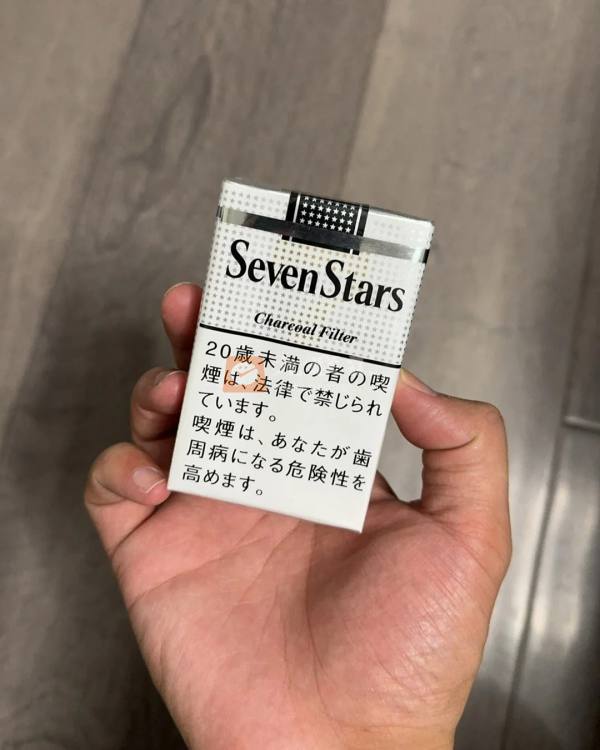 SevenStars
Charcoal Filter
20歳未満の者の喫
煙は、法律で禁じられ
ています。
喫煙は、あなたが歯
周病になる危険性を
高めます。